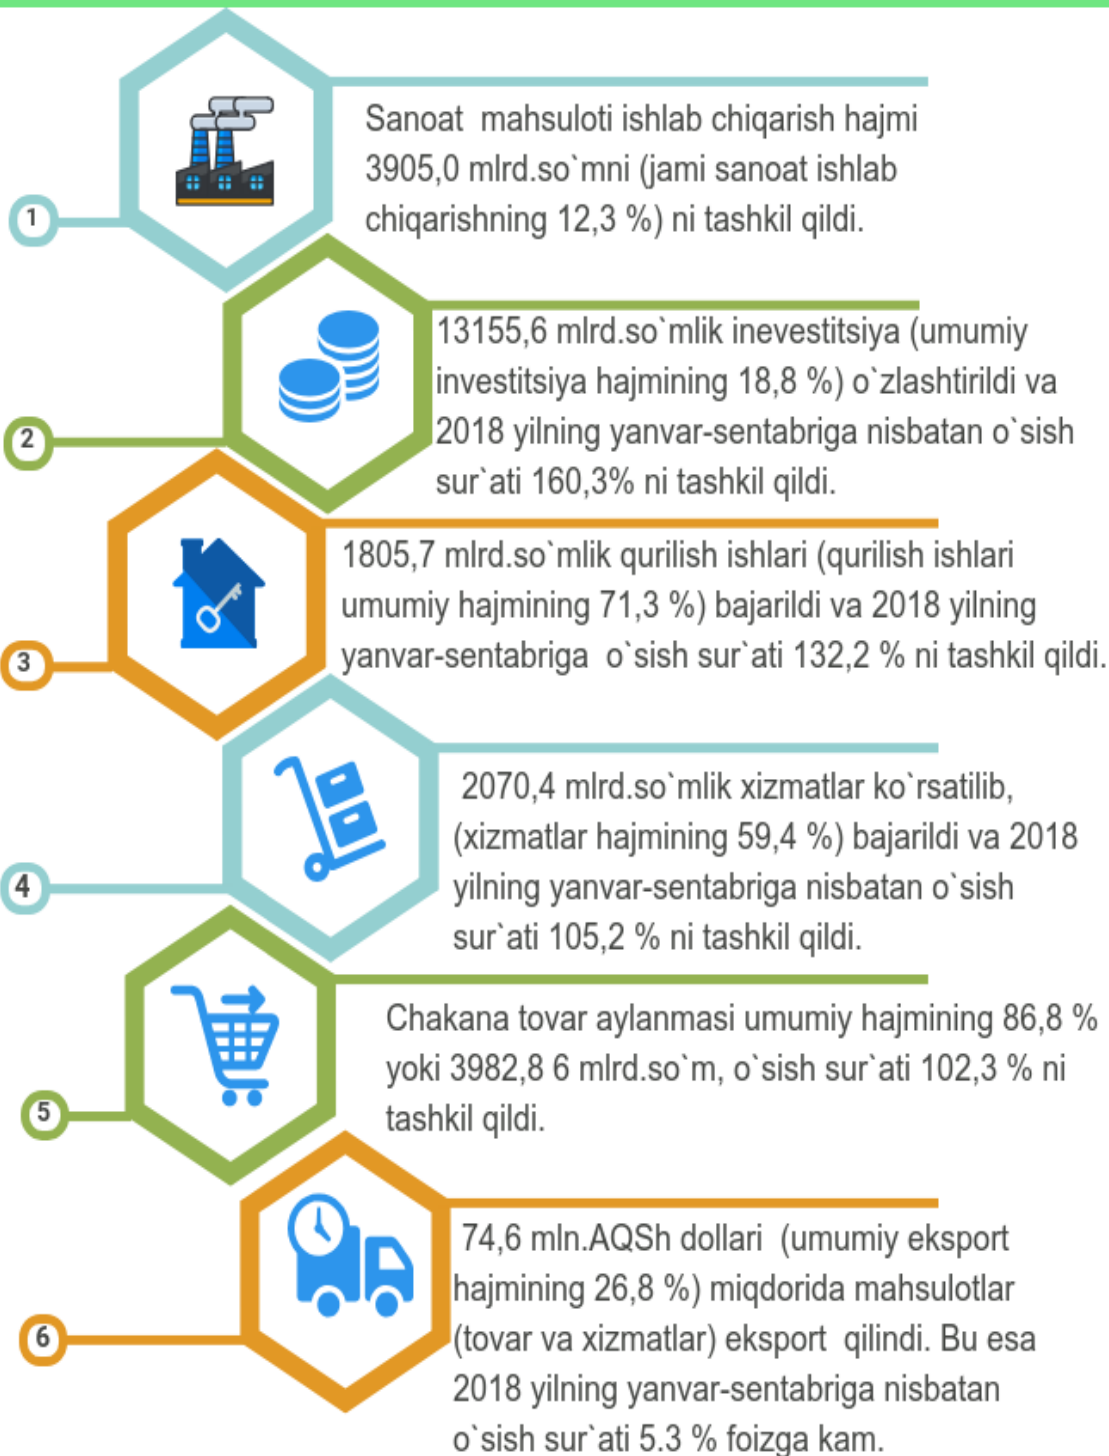 1
Sanoat mahsuloti ishlab chiqarish hajmi
3905,0 mlrd.so`mni (jami sanoat ishlab
chiqarishning 12,3 %) ni tashkil qildi.
2
13155,6 mlrd.so`mlik inevestitsiya (umumiy
investitsiya hajmining 18,8 %) o`zlashtirildi va
2018 yilning yanvar-sentabriga nisbatan o`sish
sur`ati 160,3% ni tashkil qildi.
3
1805,7 mlrd.so`mlik qurilish ishlari (qurilish ishlari
umumiy hajmining 71,3 %) bajarildi va 2018 yilning
yanvar-sentabriga o`sish sur`ati 132,2 % ni tashkil qildi.
4
2070,4 mlrd.so`mlik xizmatlar ko`rsatilib,
(xizmatlar hajmining 59,4 %) bajarildi va 2018
yilning yanvar-sentabriga nisbatan o`sish
sur`ati 105,2 % ni tashkil qildi.
5
Chakana tovar aylanmasi umumiy hajmining 86,8 %
yoki 3982,8 6 mlrd.so`m, o`sish sur`ati 102,3 % ni
tashkil qildi.
6
74,6 mln.AQSh dollari (umumiy eksport
hajmining 26,8 %) miqdorida mahsulotlar
(tovar va xizmatlar) eksport qilindi. Bu esa
2018 yilning yanvar-sentabriga nisbatan
o`sish sur`ati 5.3 % foizga kam.